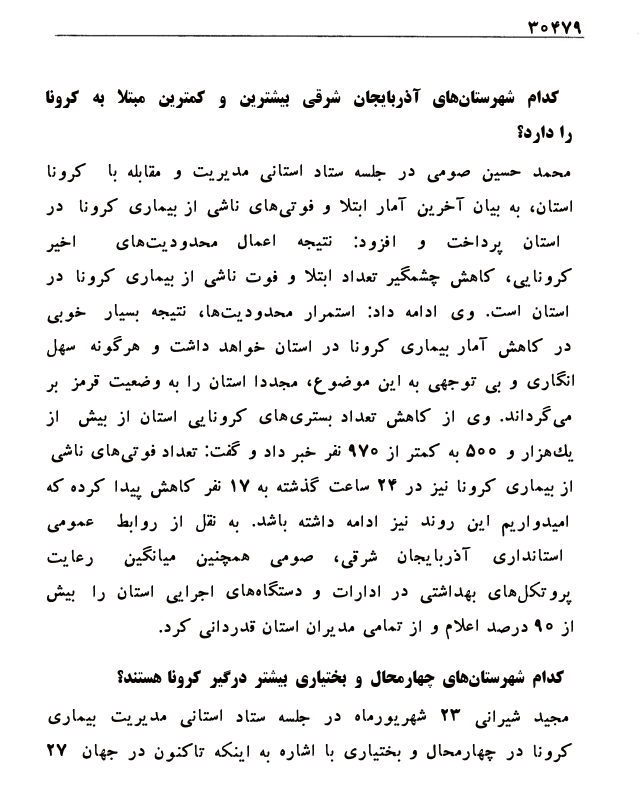 ۳۰۴۷۹
کدام شهرستان‌های آذربایجان شرقی بیشترین و کمترین مبتلا به کرونا
را دارد؟
محمد حسین صومی در جلسه ستاد استانی مدیریت و مقابله با کرونا
استان، به بیان آخرین آمار ابتلا و فوتی‌های ناشی از بیماری کرونا در
استان پرداخت و افزود: نتیجه اعمال محدودیت‌های اخیر
کرونایی، کاهش چشمگیر تعداد ابتلا و فوت ناشی از بیماری کرونا در
استان است. وی ادامه داد: استمرار محدودیت‌ها، نتیجه بسیار خوبی
در کاهش آمار بیماری کرونا در استان خواهد داشت و هرگونه سهل
انگاری و بی توجهی به این موضوع، مجددا استان را به وضعیت قرمز بر
می‌گرداند. وی از کاهش تعداد بستری‌های کرونایی استان از بیش از
یك‌هزار و ۵۰۰ به کمتر از ۹۷۰ نفر خبر داد و گفت: تعداد فوتی‌های ناشی
از بیماری کرونا نیز در ۲۴ ساعت گذشته به ۱۷ نفر کاهش پیدا کرده که
امیدواریم این روند نیز ادامه داشته باشد. به نقل از روابط عمومی
استانداری آذربایجان شرقی، صومی همچنین میانگین رعایت
پروتکل‌های بهداشتی در ادارات و دستگاه‌های اجرایی استان را بیش
از ۹۰ درصد اعلام و از تمامی مدیران استان قدردانی کرد.
کدام شهرستان‌های چهارمحال و بختیاری بیشتر درگیر کرونا هستند؟
مجید شیرانی ۲۳ شهریورماه در جلسه ستاد استانی مدیریت بیماری
کرونا در چهارمحال و بختیاری با اشاره به اینکه تاکنون در جهان ۲۷